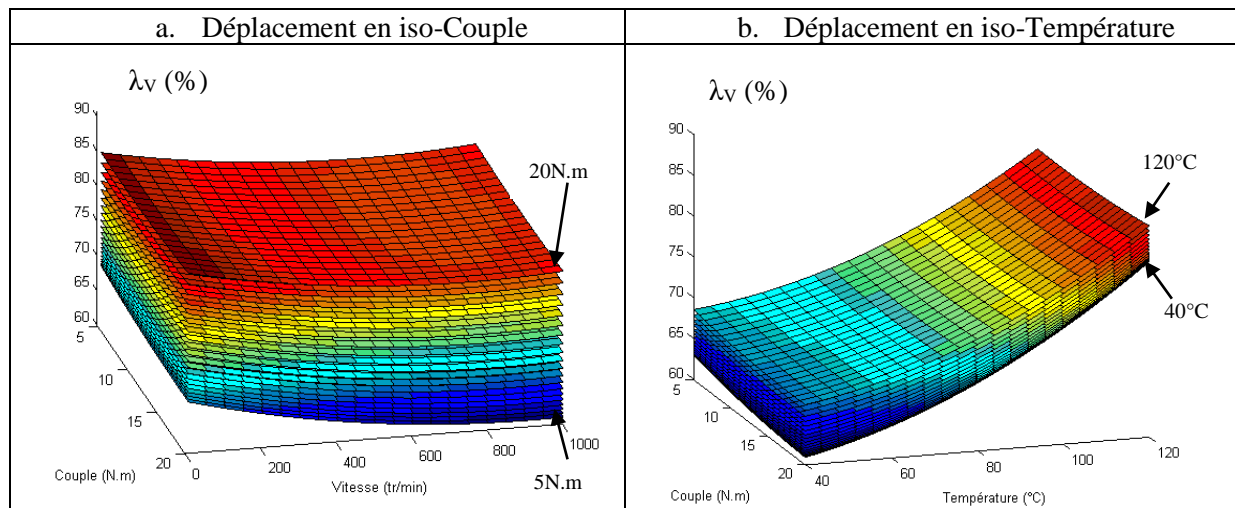 a. Déplacement en iso-Couple
b. Déplacement en iso-Température
λV (%)
90
85
80
75
70
65
60
5
10
15
20
Couple (N.m)
0
200
400
600
800
1000
Vitesse (tr/min)
20N.m
5N.m
λV (%)
90
85
80
75
70
65
60
5
10
15
20
Couple (N.m)
40
60
80
100
120
Température (°C)
120°C
40°C